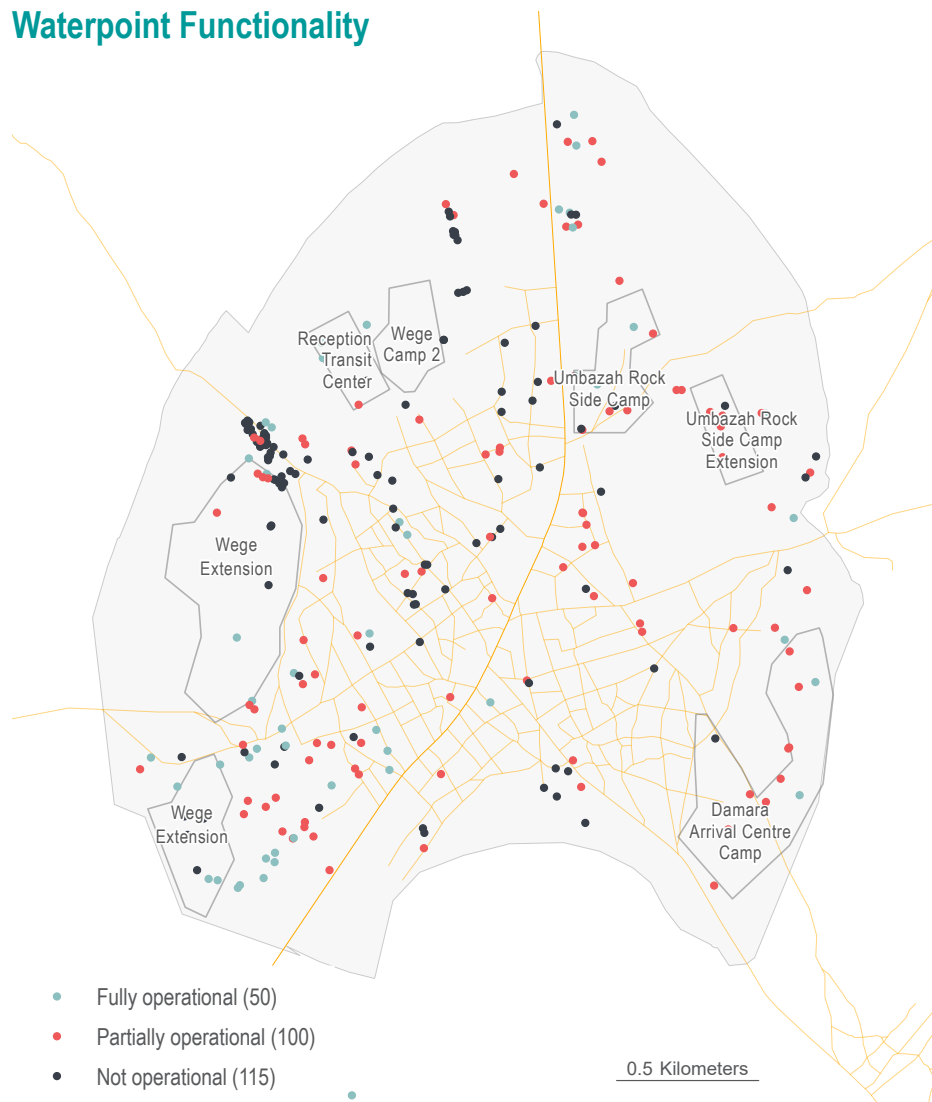 Waterpoint Functionality
Reception
Transit
Center
Wege
Camp 2
Umbazah Rock
Side Camp
Umbazah Rock
Side Camp
Extension
Wege
Extension
Wege
Extension
Damara
Arrival Centre
Camp
Fully operational (50)
Partially operational (100)
Not operational (115)
0.5 Kilometers